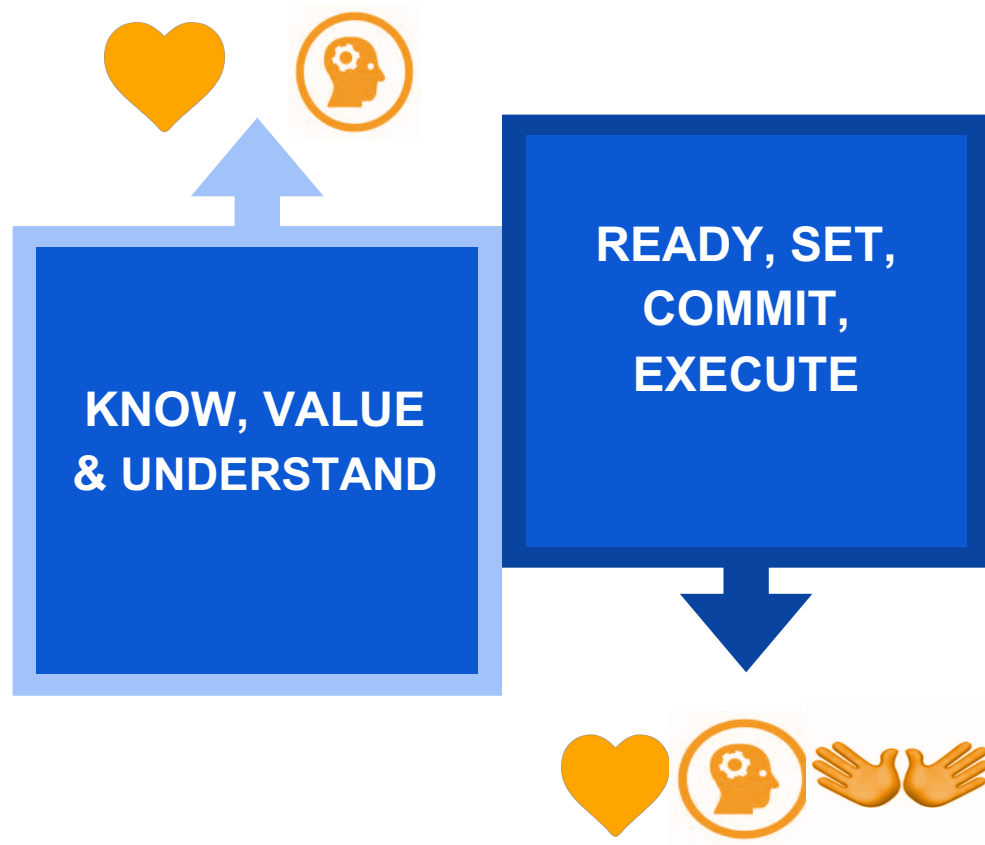 KNOW, VALUE
& UNDERSTAND
READY, SET,
COMMIT,
EXECUTE